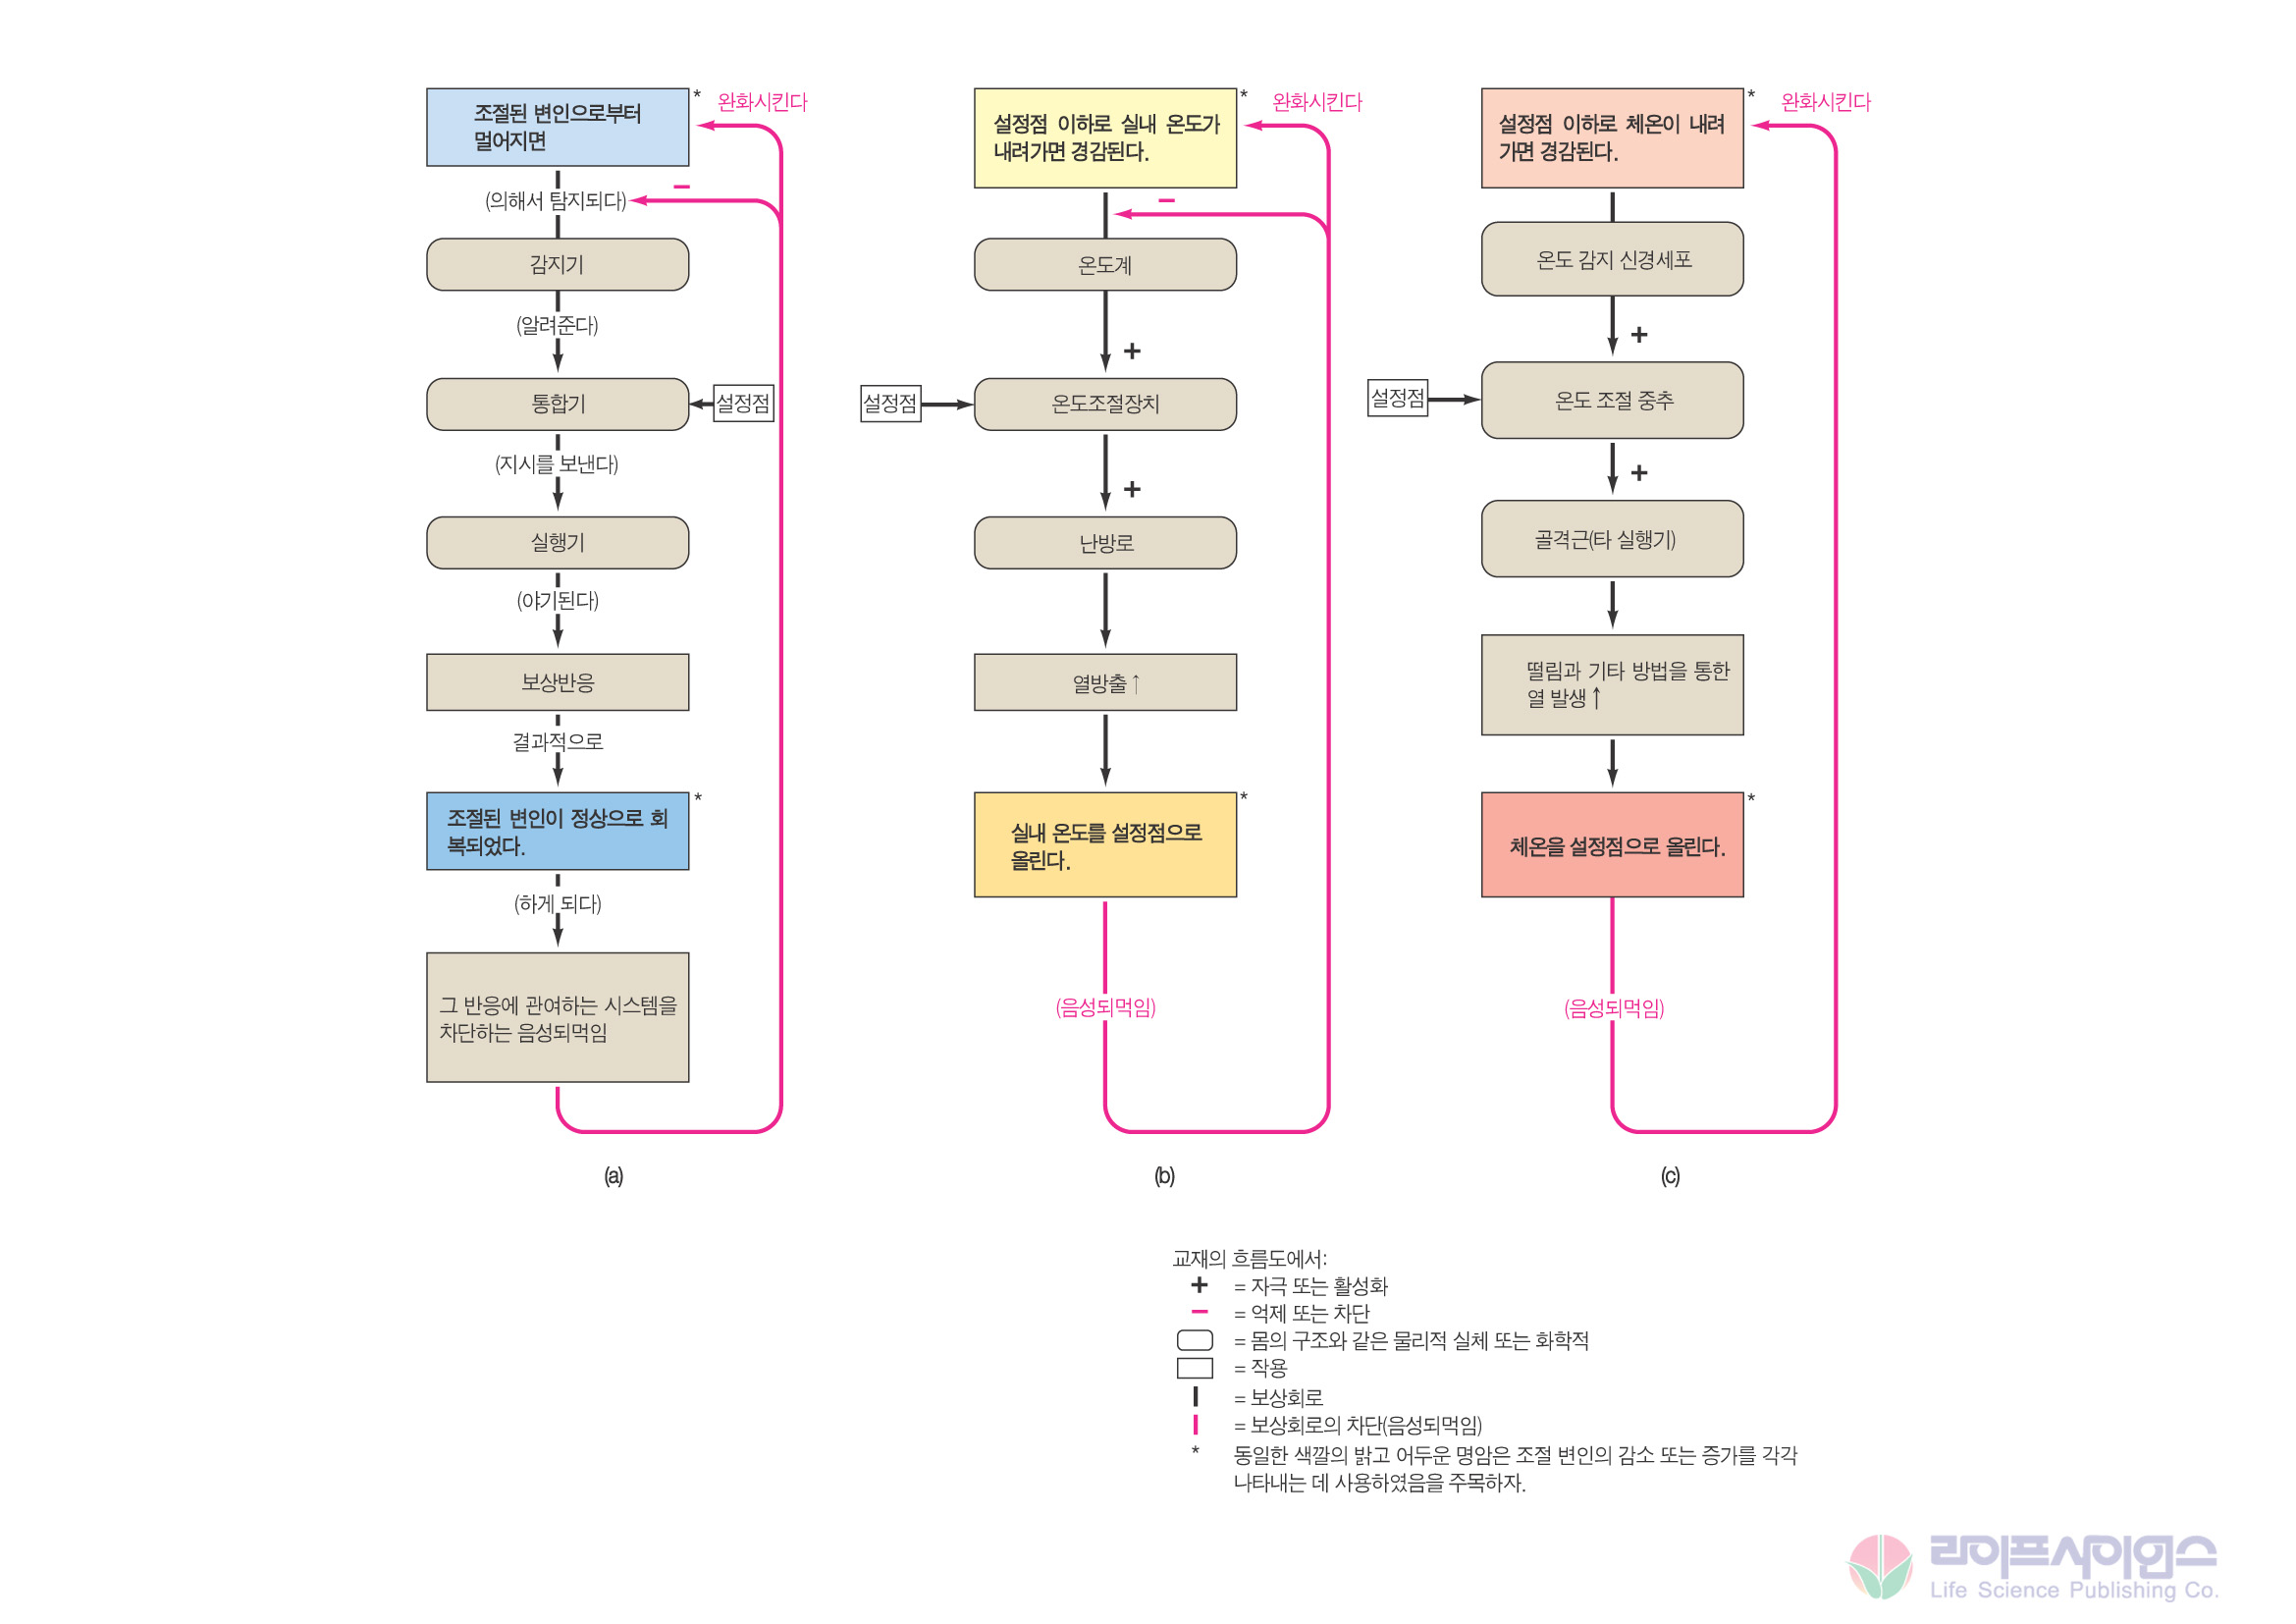 조절된 변인으로부터
멀어지면
*
완화시킨다
(의해서 탐지되다)
−
감지기
(알려준다)
통합기
설정점
(지시를 보낸다)
실행기
(야기된다)
보상반응
결과적으로
조절된 변인이 정상으로 회
복되었다.
*
(하게 되다)
그 반응에 관여하는 시스템을
차단하는 음성되먹임
(a)
설정점 이하로 실내 온도가
내려가면 경감된다.
*
완화시킨다
−
온도계
+
설정점
온도조절장치
+
난방로
열방출↑
실내 온도를 설정점으로
올린다.
*
(음성되먹임)
(b)
설정점 이하로 체온이 내려
가면 경감된다.
*
완화시킨다
온도 감지 신경세포
+
설정점
온도 조절 중추
+
골격근(타 실행기)
떨림과 기타 방법을 통한
열 발생↑
체온을 설정점으로 올린다.
*
(음성되먹임)
(c)
교재의 흐름도에서:
+ = 자극 또는 활성화
− = 억제 또는 차단
= 몸의 구조와 같은 물리적 실체 또는 화학적
= 작용
= 보상회로
= 보상회로의 차단(음성되먹임)
* 동일한 색깔의 밝고 어두운 명암은 조절 변인의 감소 또는 증가를 각각
나타내는 데 사용하였음을 주목하자.
라이프사이언스
Life Science Publishing Co.